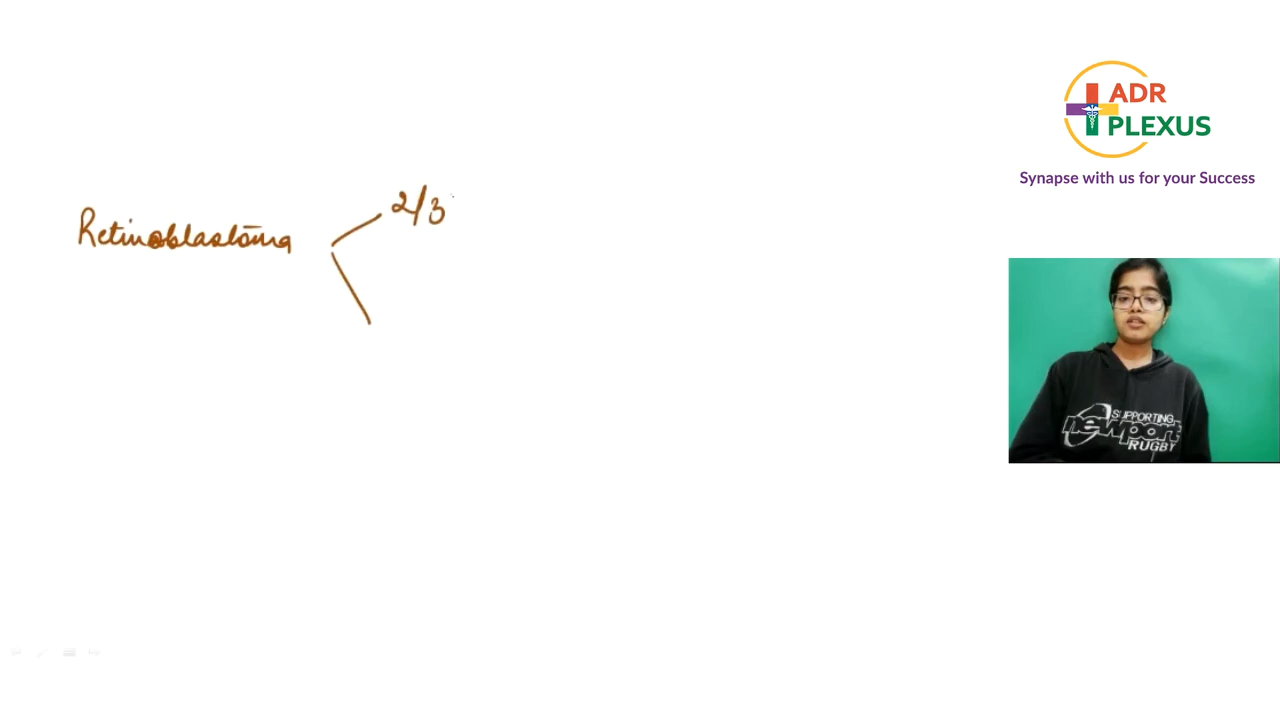 ADR
PLEXUS
Synapse with us for your Success
Retinoblastoma
2/3
SUPPORTING
newport
RUGBY